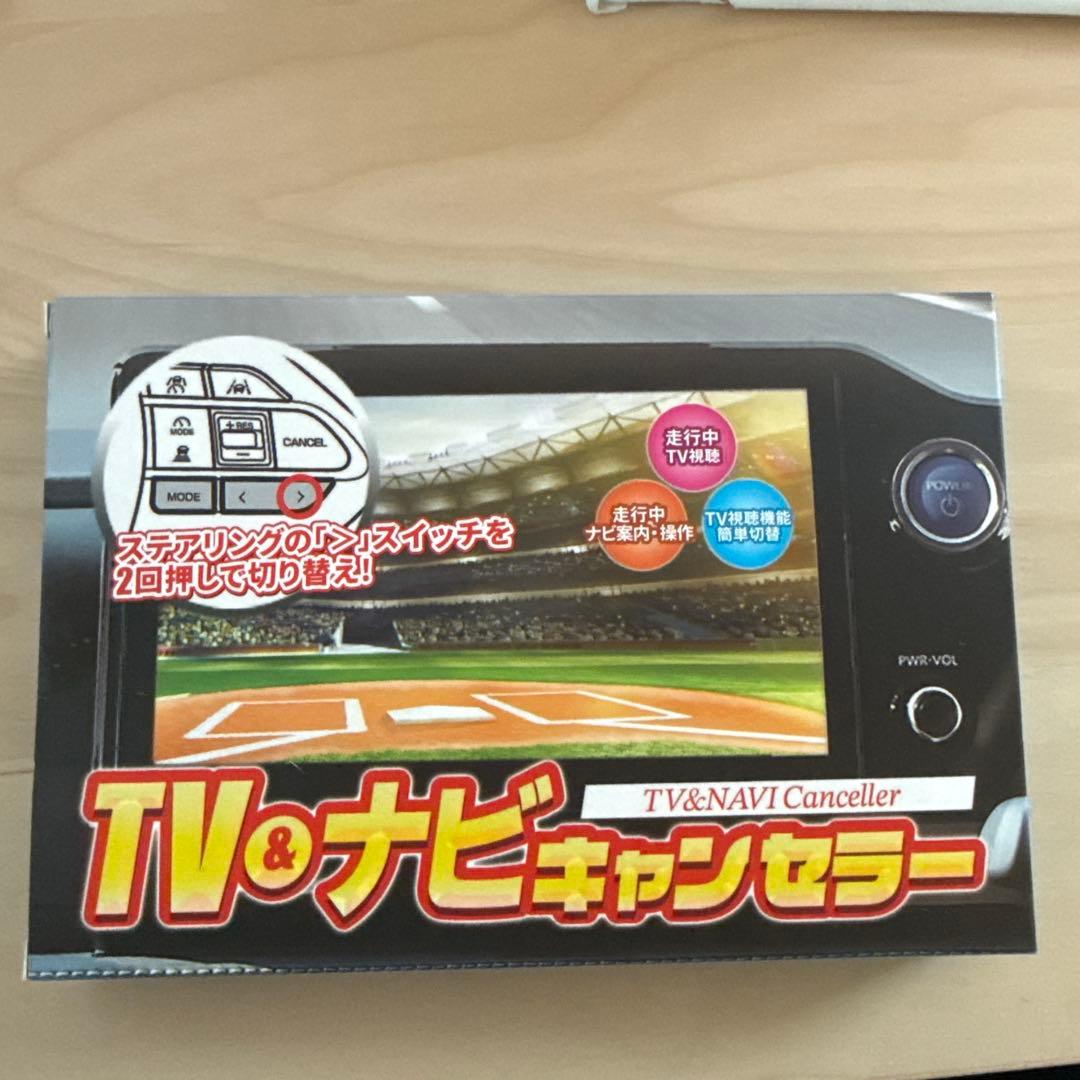 MODE
+RES
−
CANCEL
MODE
<
>
ステアリングの「>」スイッチを
2回押しで切り替え!
走行中
TV視聴
走行中
ナビ案内・操作
TV視聴機能
簡単切替
POWER
PWR・VOL
TV&NAVI Canceller
TV&ナビキャンセラー